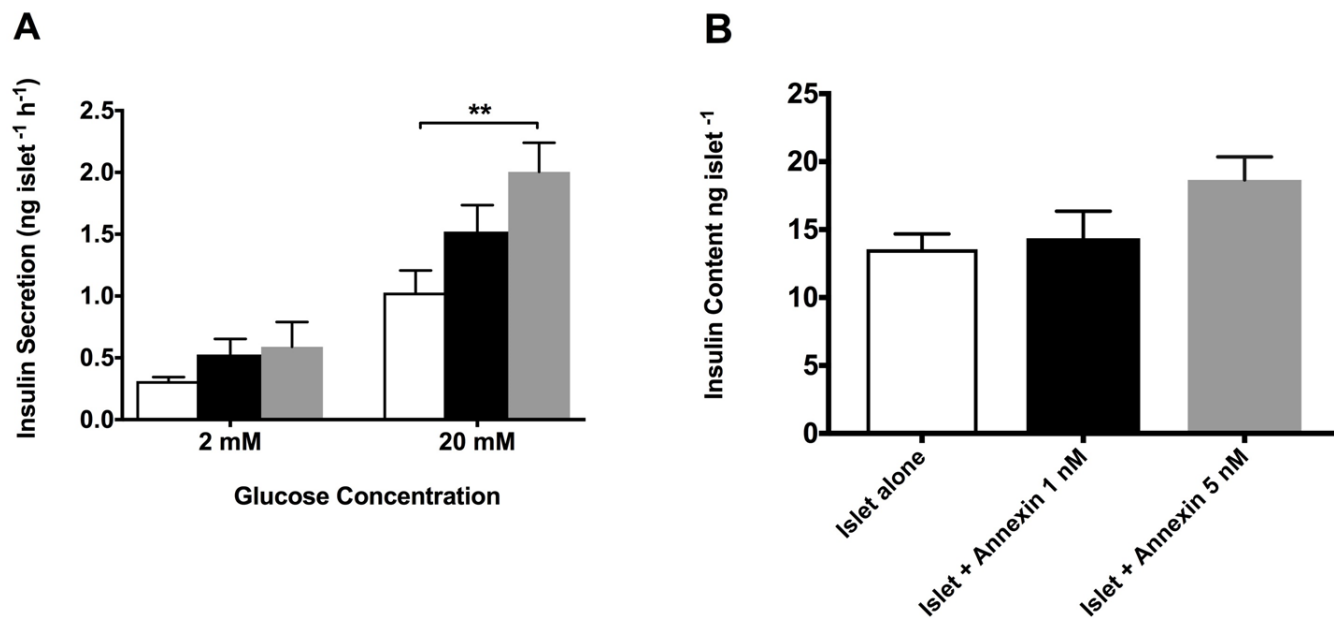 A
Insulin Secretion (ng islet ⁻¹ h⁻¹)
2.5
2.0
1.5
1.0
0.5
0.0
**
2 mM
20 mM
Glucose Concentration
B
Insulin Content ng islet ⁻¹
25
20
15
10
5
0
Islet alone
Islet + Annexin 1 nM
Islet + Annexin 5 nM